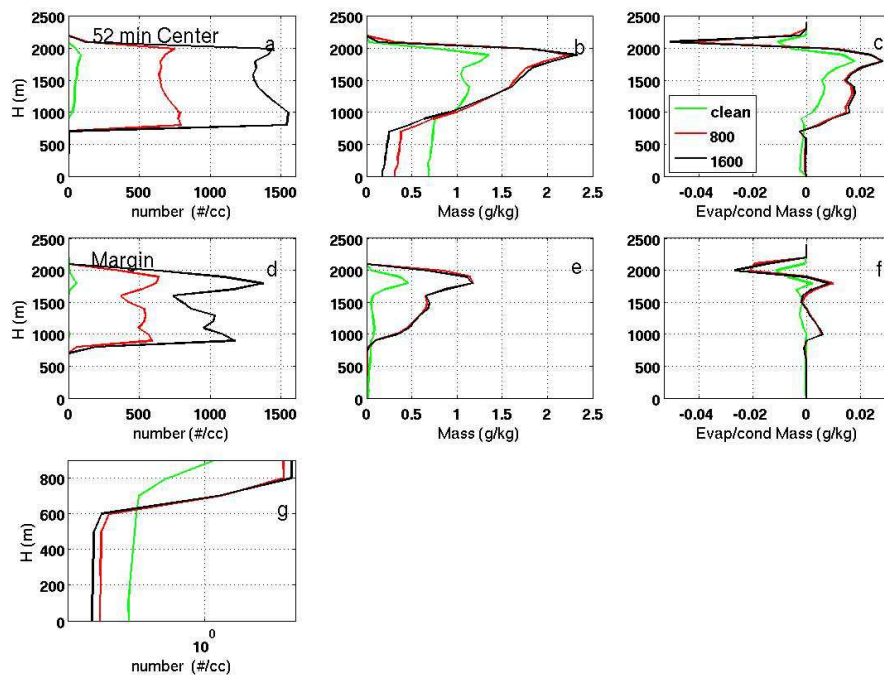 52 min Center
a
2500
2000
1500
1000
500
0
H (m)
0 500 1000 1500
number (#/cc)
b
2500
2000
1500
1000
500
0
0 0.5 1 1.5 2 2.5
Mass (g/kg)
c
clean
800
1600
2500
2000
1500
1000
500
0
-0.04 -0.02 0 0.02
Evap/cond Mass (g/kg)
Margin
d
2500
2000
1500
1000
500
0
H (m)
0 500 1000 1500
number (#/cc)
e
2500
2000
1500
1000
500
0
0 0.5 1 1.5 2 2.5
Mass (g/kg)
f
2500
2000
1500
1000
500
0
-0.04 -0.02 0 0.02
Evap/cond Mass (g/kg)
g
800
600
400
200
0
H (m)
10^0
number (#/cc)